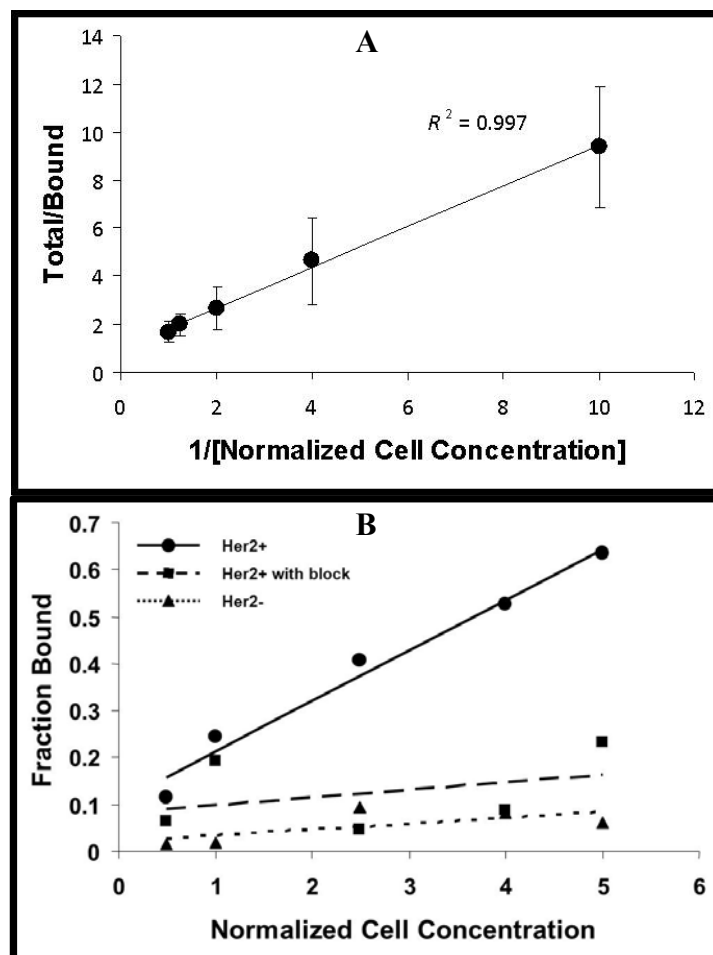 A
14
12
10
8
6
4
2
0
Total/Bound
R² = 0.997
0 2 4 6 8 10 12
1/[Normalized Cell Concentration]
B
0.7
0.6
0.5
0.4
0.3
0.2
0.1
0
Fraction Bound
Her2+
Her2+ with block
Her2-
0 1 2 3 4 5 6
Normalized Cell Concentration